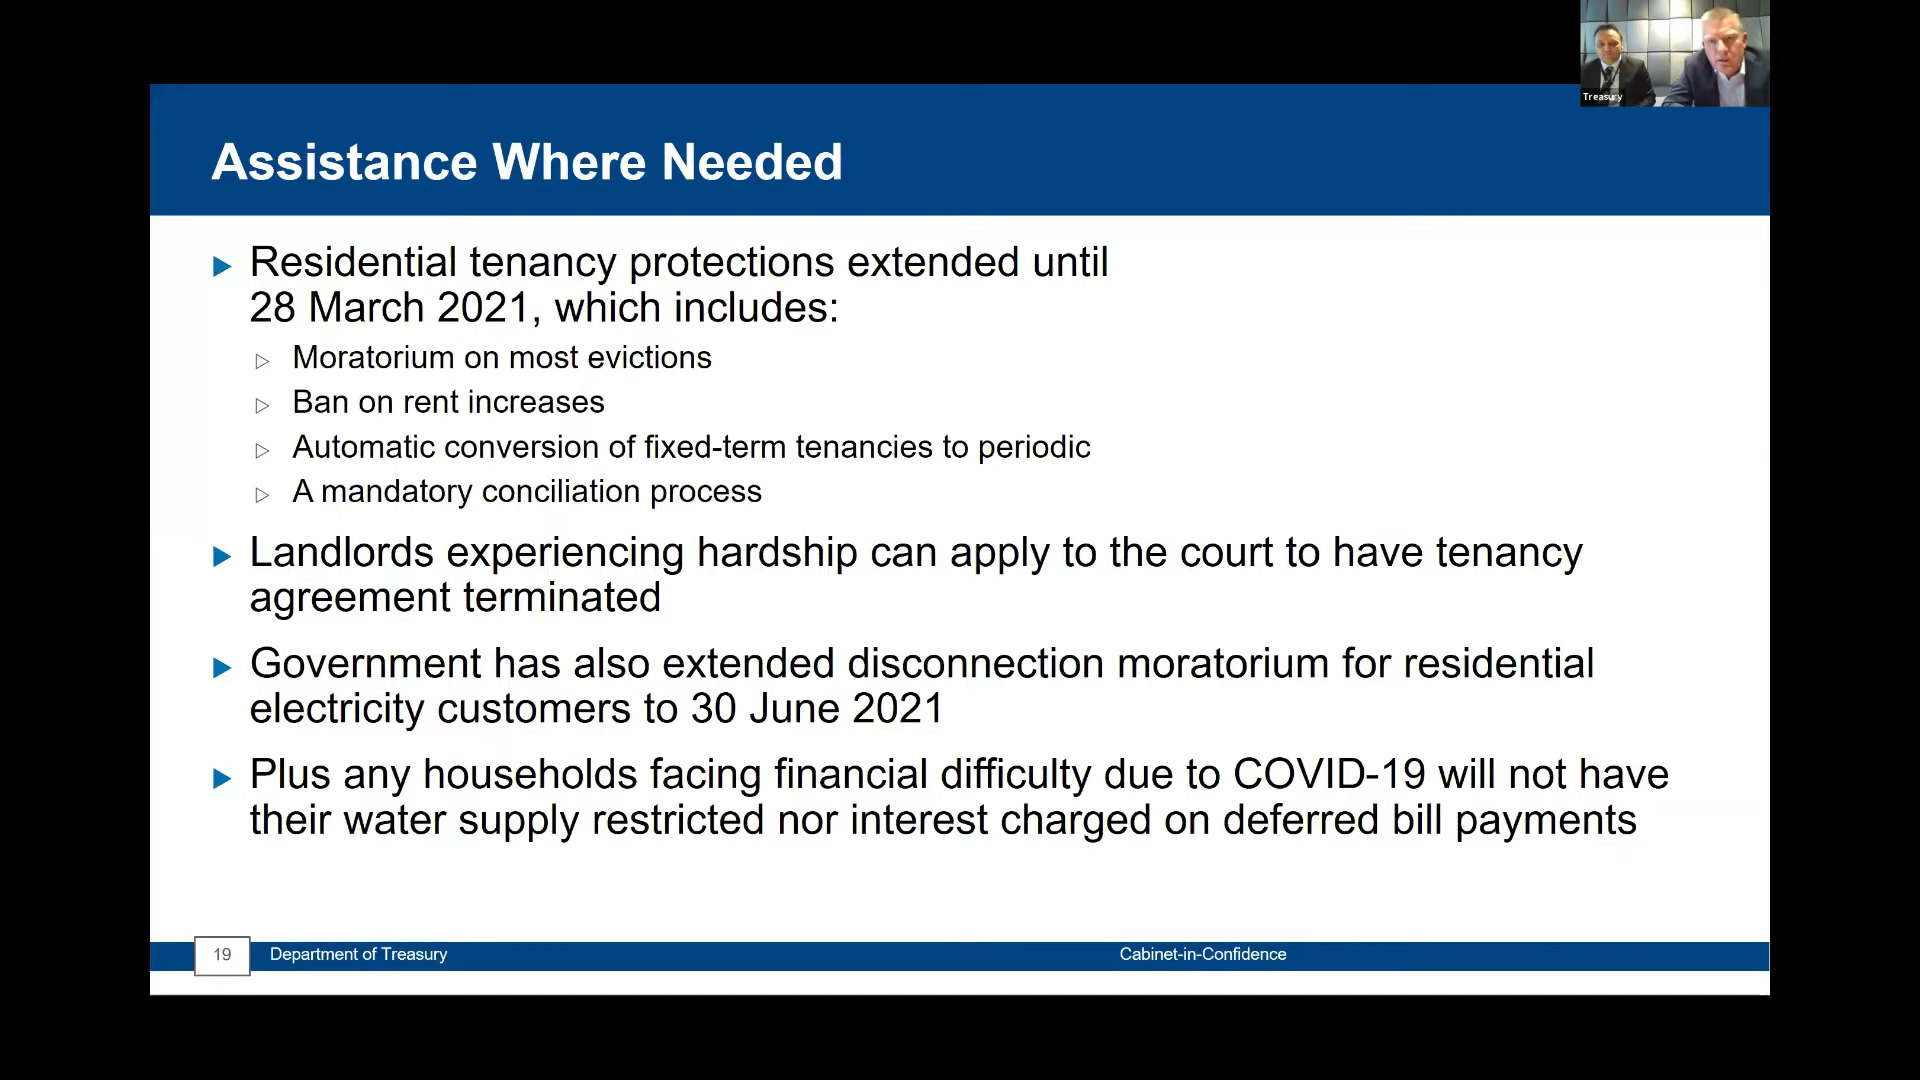 Treasury
Assistance Where Needed
Residential tenancy protections extended until
28 March 2021, which includes:
Moratorium on most evictions
Ban on rent increases
Automatic conversion of fixed-term tenancies to periodic
A mandatory conciliation process
Landlords experiencing hardship can apply to the court to have tenancy
agreement terminated
Government has also extended disconnection moratorium for residential
electricity customers to 30 June 2021
Plus any households facing financial difficulty due to COVID-19 will not have
their water supply restricted nor interest charged on deferred bill payments
19 Department of Treasury Cabinet-in-Confidence